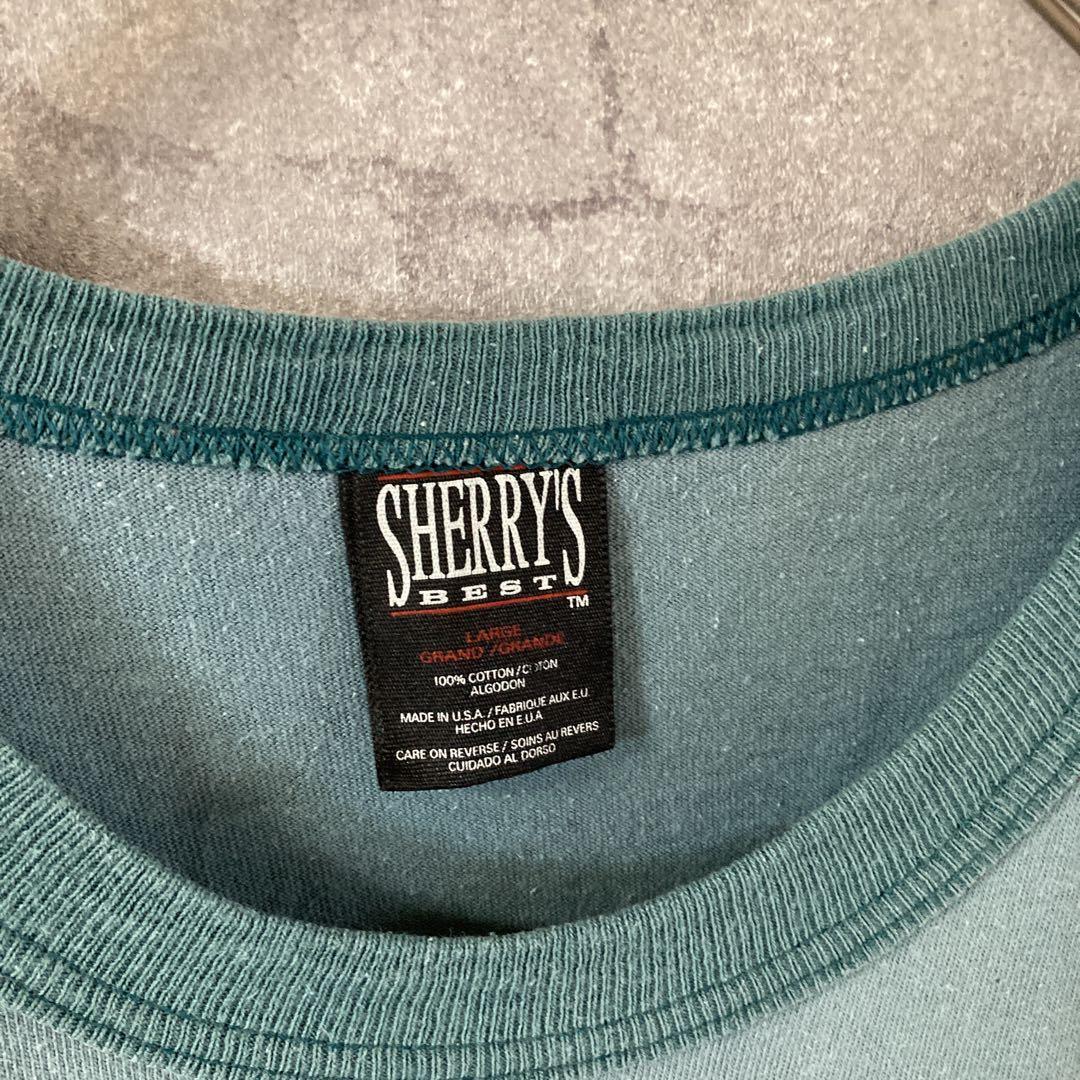 SHERRY'S
BEST
TM
LARGE
GRAND / GRANDE
100% COTTON / COTON
ALGODON
MADE IN U.S.A. / FABRIQUE AUX E.U.
HECHO EN E.U.A
CARE ON REVERSE / SOINS AU REVERS
CUIDADO AL DORSO